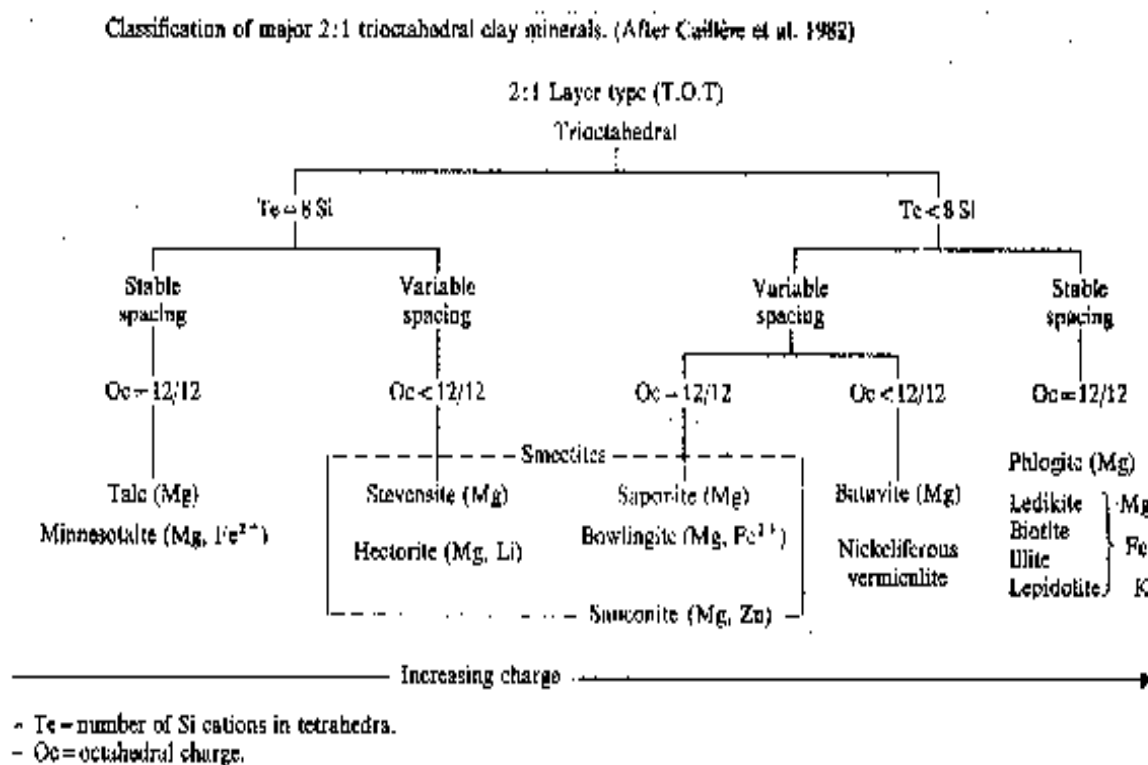 Classification of major 2:1 trioctahedral clay minerals. (After Caillère et al. 1982)
2:1 Layer type (T.O.T)
Trioctahedral
Te = 8 Si
Te < 8 Si
Stable spacing
Variable spacing
Variable spacing
Stable spacing
Oc = 12/12
Oc < 12/12
Oc = 12/12
Oc < 12/12
Oc = 12/12
Smectites
Talc (Mg)
Minnesotaite (Mg, Fe²⁺)
Stevensite (Mg)
Hectorite (Mg, Li)
Saponite (Mg)
Bowlingite (Mg, Fe²⁺)
Sauconite (Mg, Zn)
Batavite (Mg)
Nickeliferous
vermiculite
Phlogite (Mg)
Ledikite
Biotite
Illite
Lepidolite
Mg
Fe
K
Increasing charge
- Te = number of Si cations in tetrahedra.
- Oc = octahedral charge.